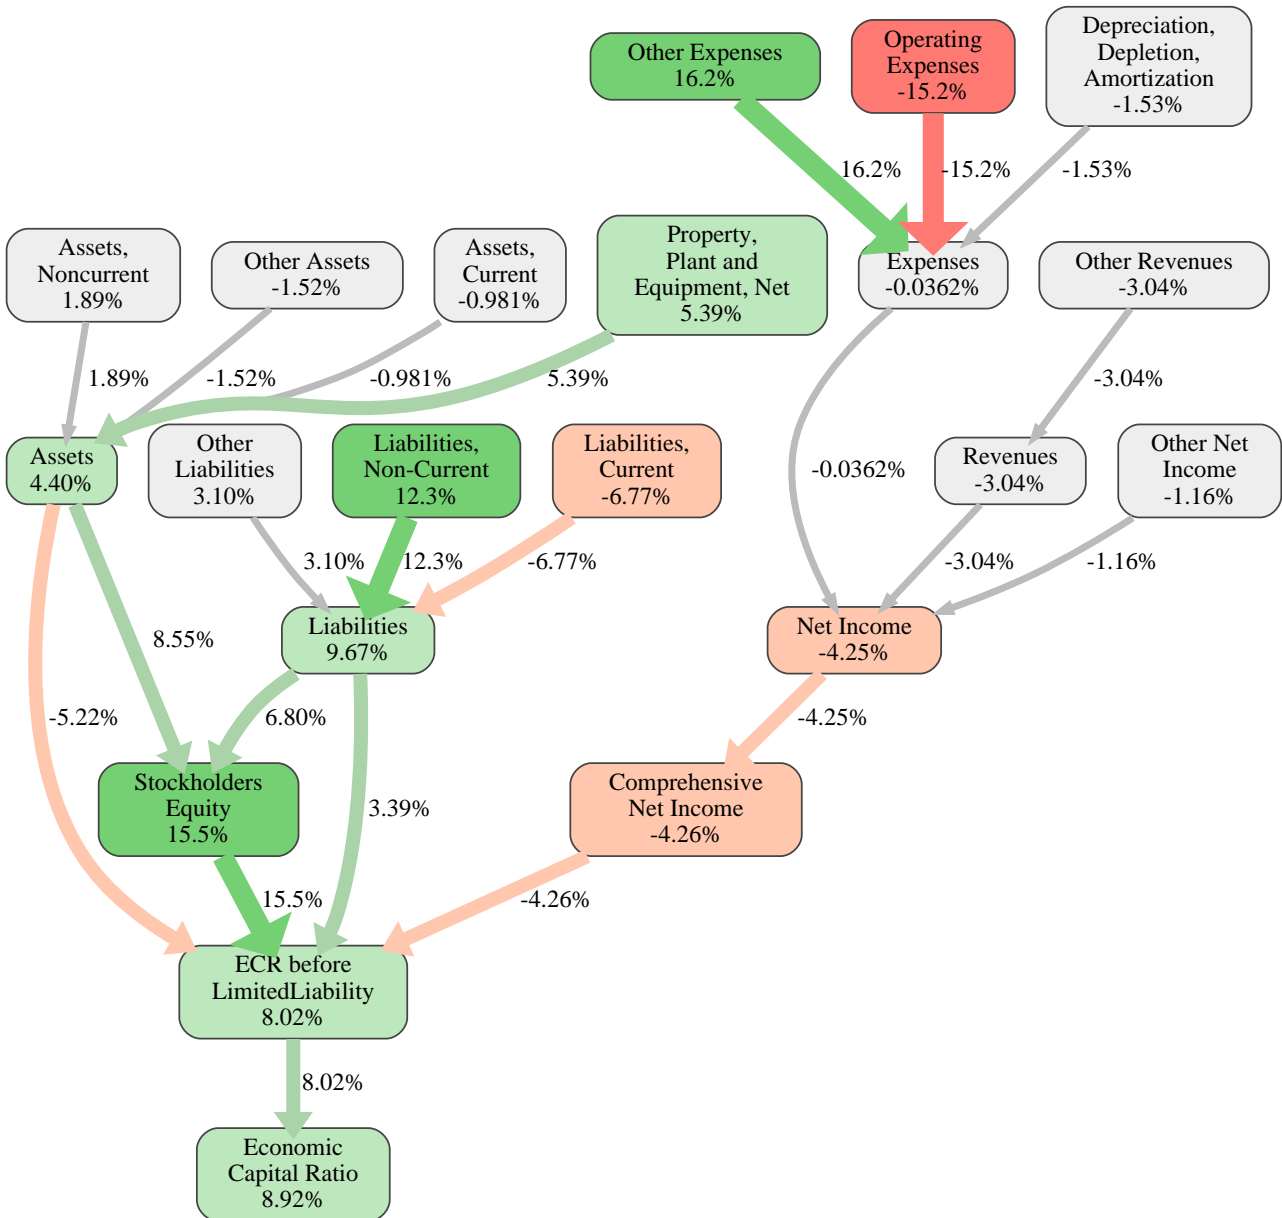 Other Expenses
16.2%
Operating
Expenses
-15.2%
Depreciation,
Depletion,
Amortization
-1.53%
16.2%
-15.2%
-1.53%
Assets,
Noncurrent
1.89%
Other Assets
-1.52%
Assets,
Current
-0.981%
Property,
Plant and
Equipment, Net
5.39%
Expenses
-0.0362%
Other Revenues
-3.04%
1.89%
-1.52%
-0.981%
5.39%
-0.0362%
-3.04%
Assets
4.40%
Other
Liabilities
3.10%
Liabilities,
Non-Current
12.3%
Liabilities,
Current
-6.77%
Revenues
-3.04%
Other Net
Income
-1.16%
3.10%
12.3%
-6.77%
-3.04%
-1.16%
8.55%
Liabilities
9.67%
Net Income
-4.25%
-5.22%
6.80%
-4.25%
Stockholders
Equity
15.5%
3.39%
Comprehensive
Net Income
-4.26%
15.5%
-4.26%
ECR before
LimitedLiability
8.02%
8.02%
Economic
Capital Ratio
8.92%